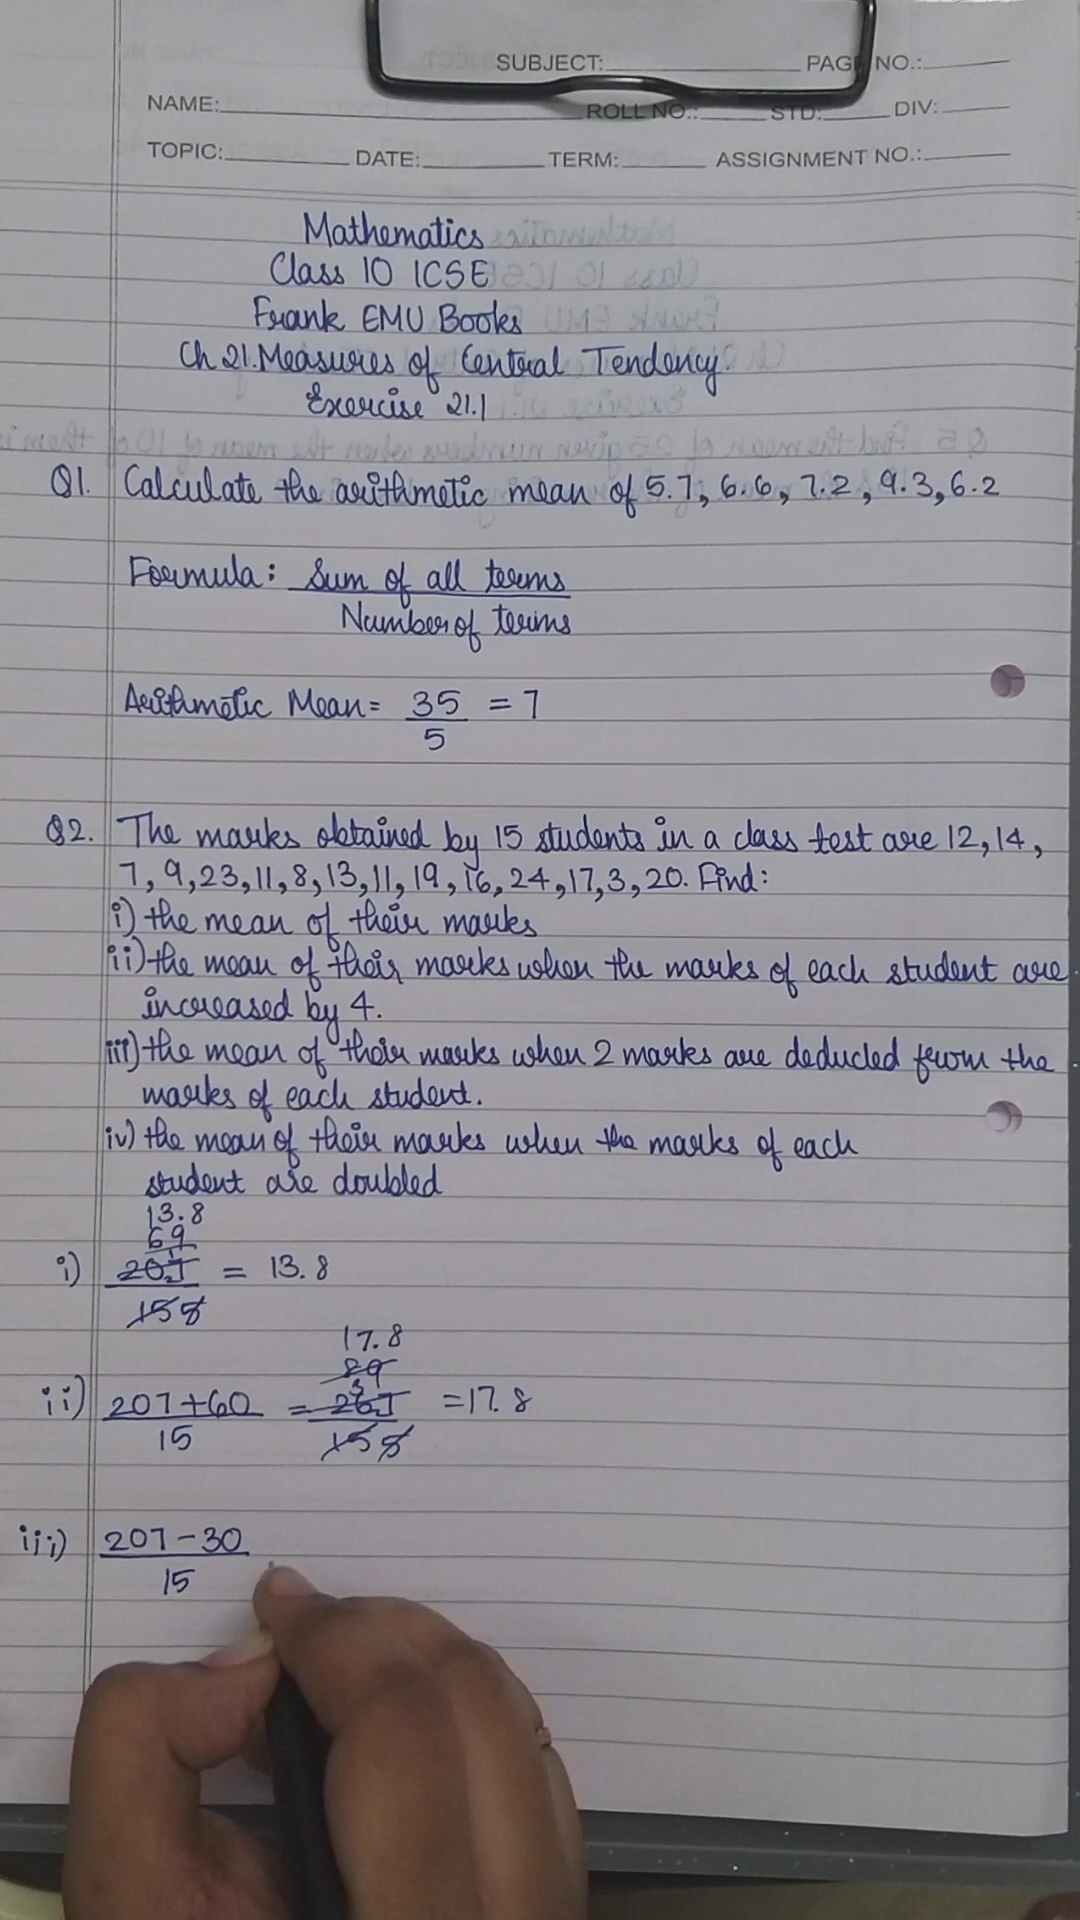 SUBJECT: PAGE NO.:
NAME: ROLL NO.: STD: DIV:
TOPIC: DATE: TERM: ASSIGNMENT NO.:
Mathematics
Class 10 ICSE
Frank EMU Books
Ch 21. Measures of Central Tendency.
Exercise 21.1
Q1. Calculate the arithmetic mean of 5.7, 6.6, 7.2, 9.3, 6.2
Formula: Sum of all terms
Number of terms
Arithmetic Mean = 35 = 7
5
Q2. The marks obtained by 15 students in a class test are 12, 14,
7, 9, 23, 11, 8, 13, 11, 19, 16, 24, 17, 3, 20. Find:
i) the mean of their marks
ii) the mean of their marks when the marks of each student are
increased by 4.
iii) the mean of their marks when 2 marks are deducted from the
marks of each student.
iv) the mean of their marks when the marks of each
student are doubled
13.8
69
i) 207 = 13.8
15 5
17.8
89
ii) 207+60 = 267 = 17.8
15 15 5
iii) 207-30
15